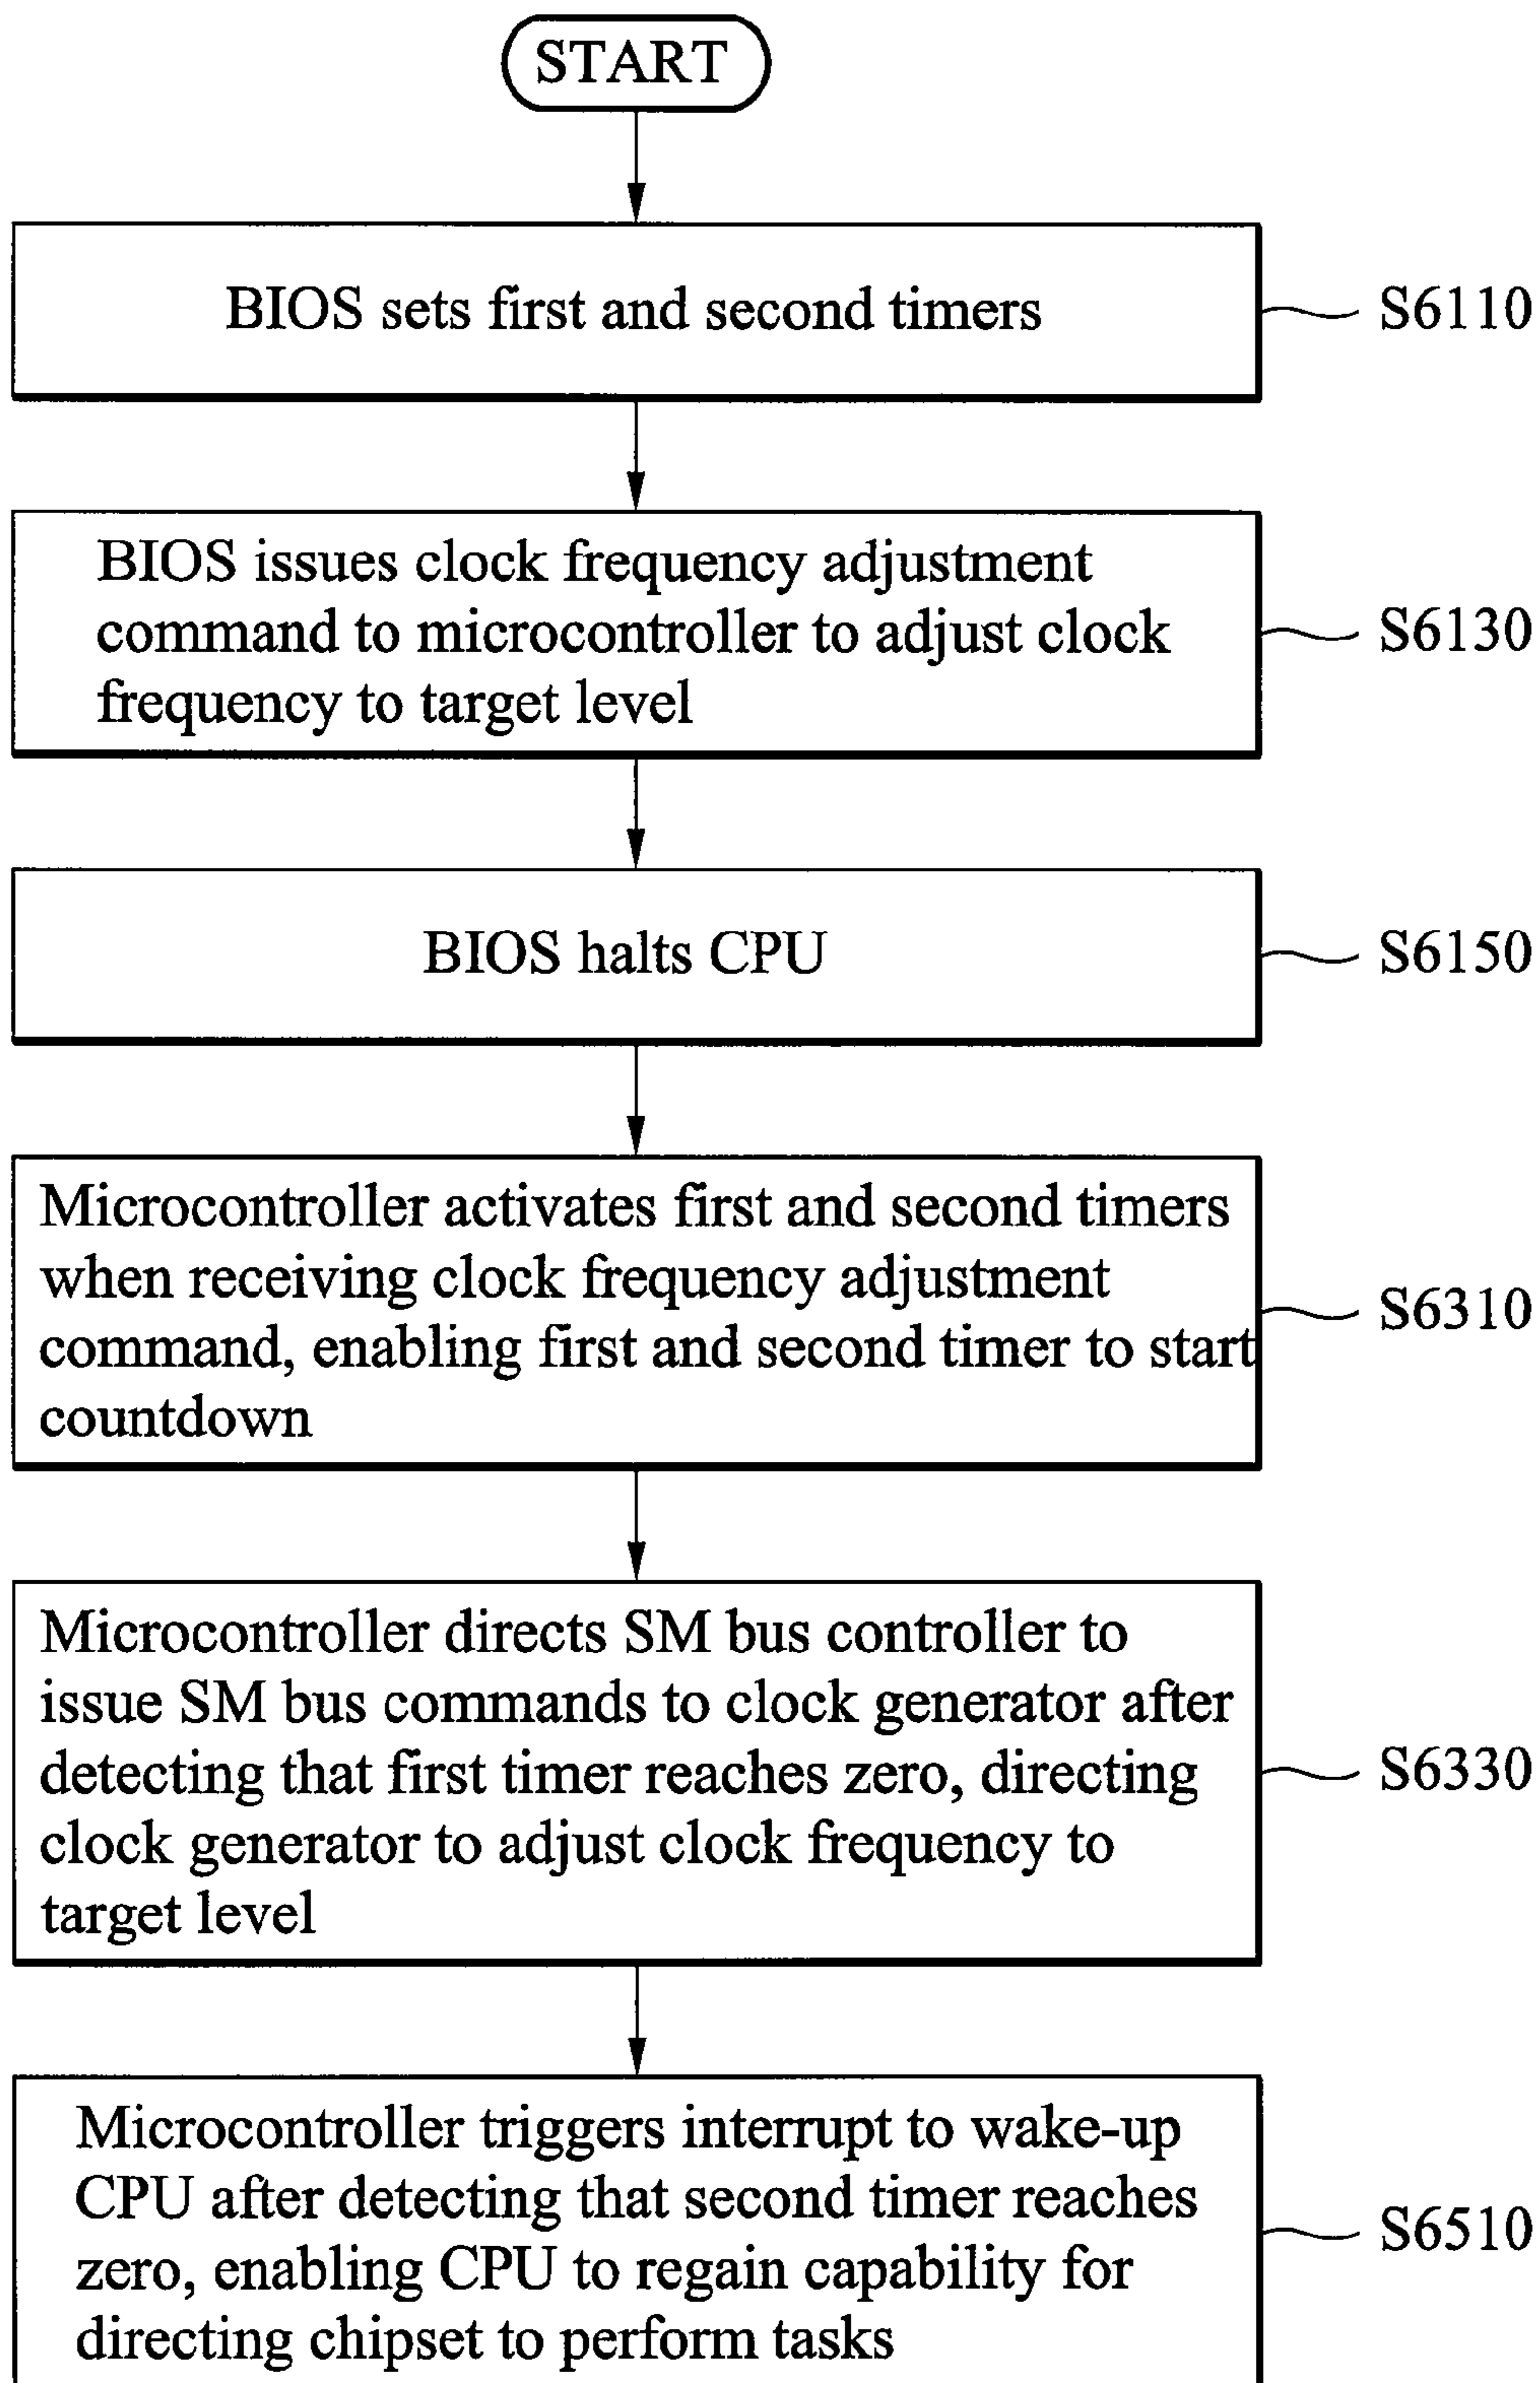 START
BIOS sets first and second timers
S6110
BIOS issues clock frequency adjustment
command to microcontroller to adjust clock
frequency to target level
S6130
BIOS halts CPU
S6150
Microcontroller activates first and second timers
when receiving clock frequency adjustment
command, enabling first and second timer to start
countdown
S6310
Microcontroller directs SM bus controller to
issue SM bus commands to clock generator after
detecting that first timer reaches zero, directing
clock generator to adjust clock frequency to
target level
S6330
Microcontroller triggers interrupt to wake-up
CPU after detecting that second timer reaches
zero, enabling CPU to regain capability for
directing chipset to perform tasks
S6510